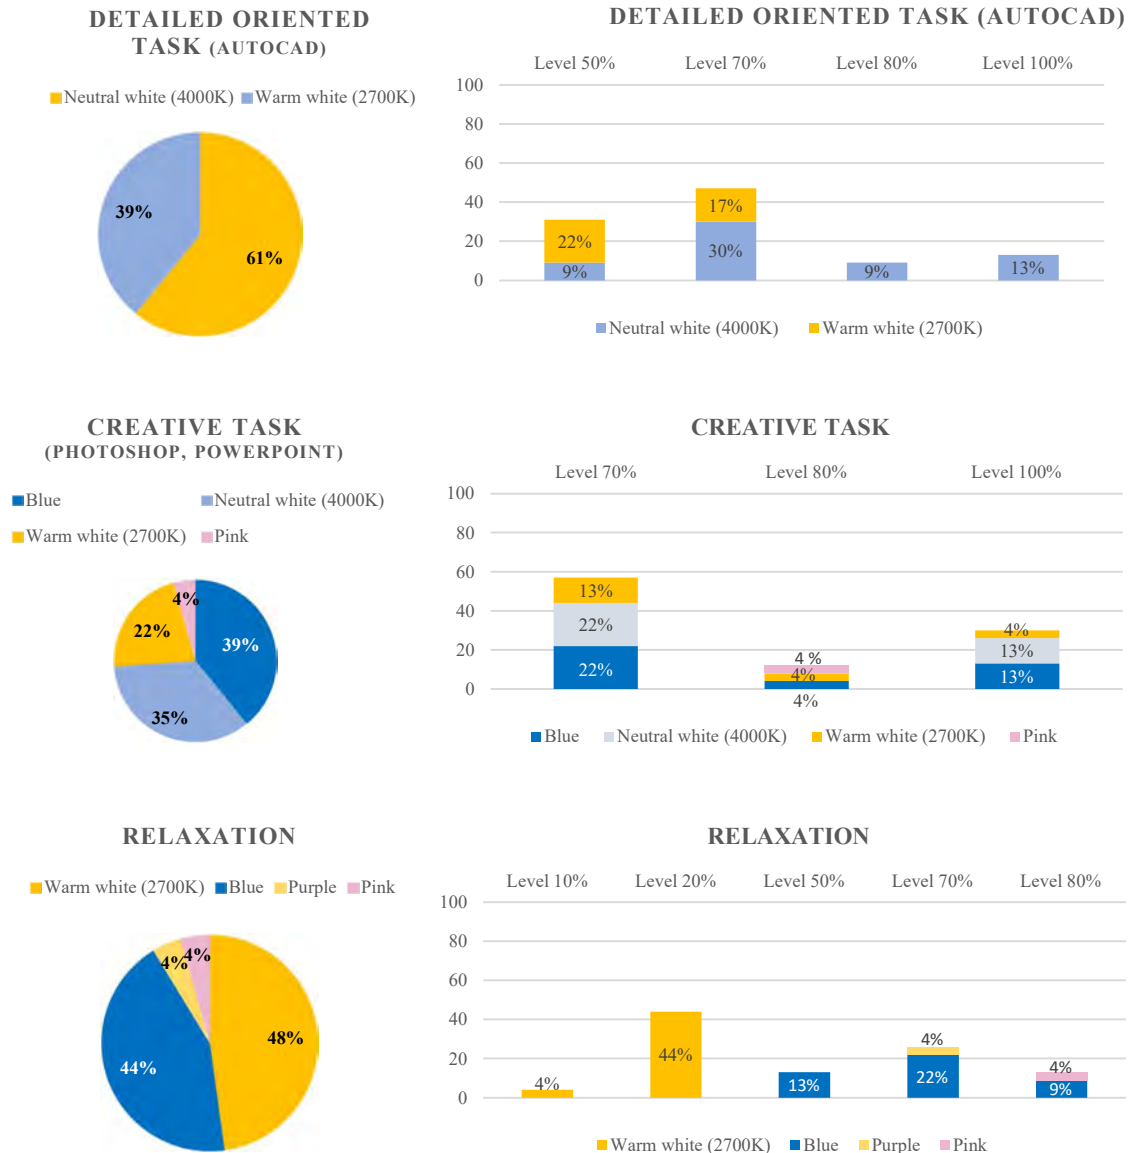 DETAILED ORIENTED
TASK (AUTOCAD)
Neutral white (4000K) Warm white (2700K)
39%
61%
DETAILED ORIENTED TASK (AUTOCAD)
Level 50% Level 70% Level 80% Level 100%
100
80
60
40
20
0
22%
9%
17%
30%
9%
13%
Neutral white (4000K) Warm white (2700K)
CREATIVE TASK
(PHOTOSHOP, POWERPOINT)
Blue Neutral white (4000K)
Warm white (2700K) Pink
4%
22%
39%
35%
CREATIVE TASK
Level 70% Level 80% Level 100%
100
80
60
40
20
0
13%
22%
22%
4 %
4%
4%
4%
13%
13%
Blue Neutral white (4000K) Warm white (2700K) Pink
RELAXATION
Warm white (2700K) Blue Purple Pink
4%
4%
48%
44%
RELAXATION
Level 10% Level 20% Level 50% Level 70% Level 80%
100
80
60
40
20
0
4%
44%
13%
4%
22%
4%
9%
Warm white (2700K) Blue Purple Pink